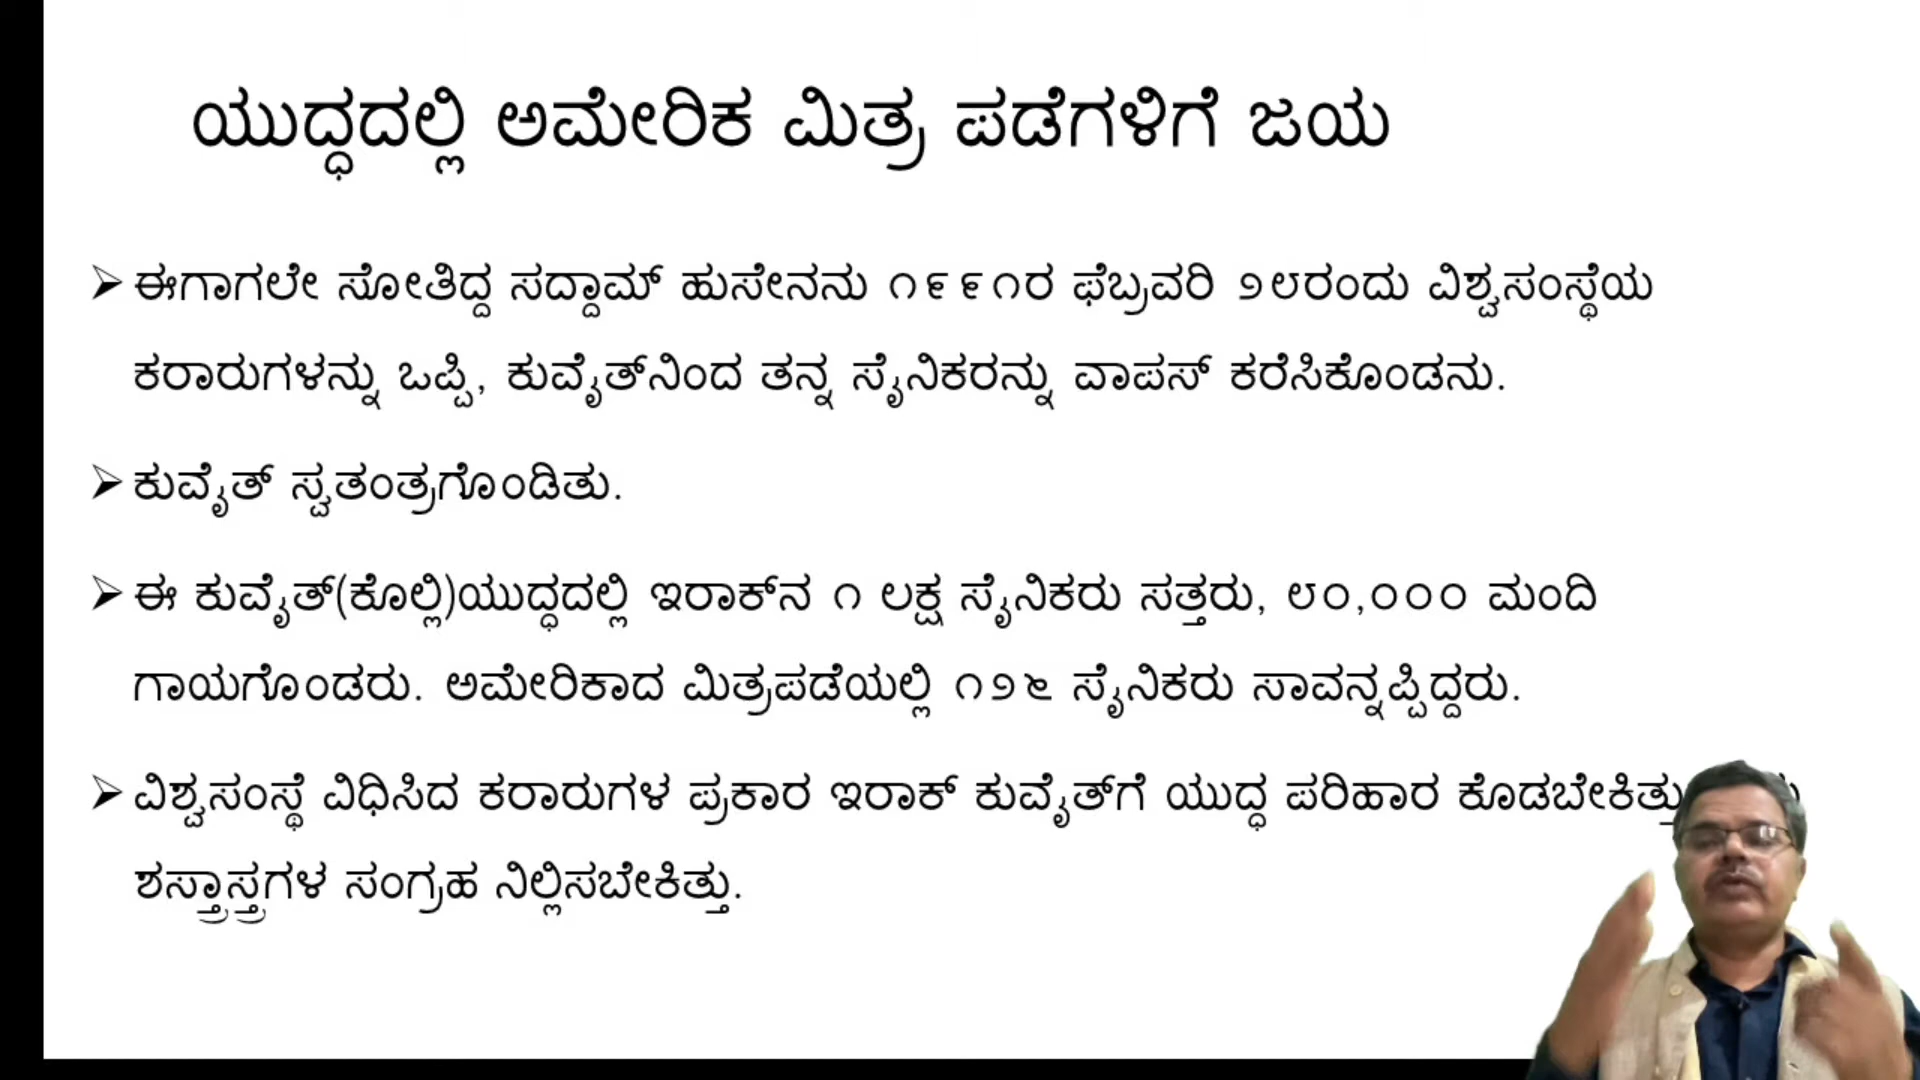 ಯುದ್ಧದಲ್ಲಿ ಅಮೇರಿಕ ಮಿತ್ರ ಪಡೆಗಳಿಗೆ ಜಯ
➢ ಈಗಾಗಲೇ ಸೋತಿದ್ದ ಸದ್ದಾಮ್ ಹುಸೇನನು ೧೯೯೧ರ ಫೆಬ್ರವರಿ ೨೮ರಂದು ವಿಶ್ವಸಂಸ್ಥೆಯ
ಕರಾರುಗಳನ್ನು ಒಪ್ಪಿ, ಕುವೈತ್‌ನಿಂದ ತನ್ನ ಸೈನಿಕರನ್ನು ವಾಪಸ್ ಕರೆಸಿಕೊಂಡನು.
➢ ಕುವೈತ್ ಸ್ವತಂತ್ರಗೊಂಡಿತು.
➢ ಈ ಕುವೈತ್(ಕೊಲ್ಲಿ)ಯುದ್ಧದಲ್ಲಿ ಇರಾಕ್‌ನ ೧ ಲಕ್ಷ ಸೈನಿಕರು ಸತ್ತರು, ೮೦,೦೦೦ ಮಂದಿ
ಗಾಯಗೊಂಡರು. ಅಮೇರಿಕಾದ ಮಿತ್ರಪಡೆಯಲ್ಲಿ ೧೨೬ ಸೈನಿಕರು ಸಾವನ್ನಪ್ಪಿದ್ದರು.
➢ ವಿಶ್ವಸಂಸ್ಥೆ ವಿಧಿಸಿದ ಕರಾರುಗಳ ಪ್ರಕಾರ ಇರಾಕ್ ಕುವೈತ್‌ಗೆ ಯುದ್ಧ ಪರಿಹಾರ ಕೊಡಬೇಕಿತ್ತು
ಶಸ್ತ್ರಾಸ್ತ್ರಗಳ ಸಂಗ್ರಹ ನಿಲ್ಲಿಸಬೇಕಿತ್ತು.